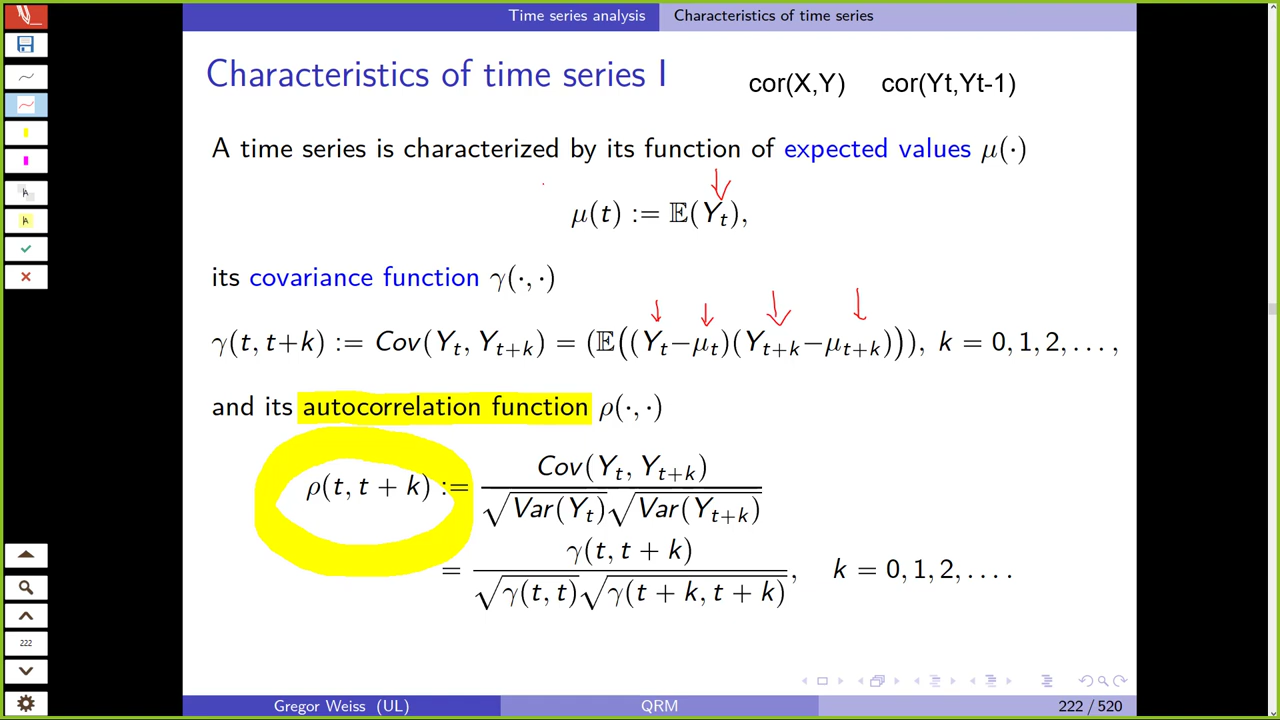 Time series analysis Characteristics of time series
Characteristics of time series I cor(X,Y) cor(Yt,Yt-1)
A time series is characterized by its function of expected values μ(·)
μ(t) := 𝔼(Y_t),
its covariance function γ(·, ·)
γ(t, t+k) := Cov(Y_t, Y_{t+k}) = (𝔼((Y_t−μ_t)(Y_{t+k}−μ_{t+k}))), k = 0, 1, 2, . . . ,
and its autocorrelation function ρ(·, ·)
ρ(t, t + k) := Cov(Y_t, Y_{t+k}) / √Var(Y_t)√Var(Y_{t+k})
= γ(t, t + k) / √γ(t, t)√γ(t + k, t + k), k = 0, 1, 2, . . . .
222
Gregor Weiss (UL) QRM 222 / 520